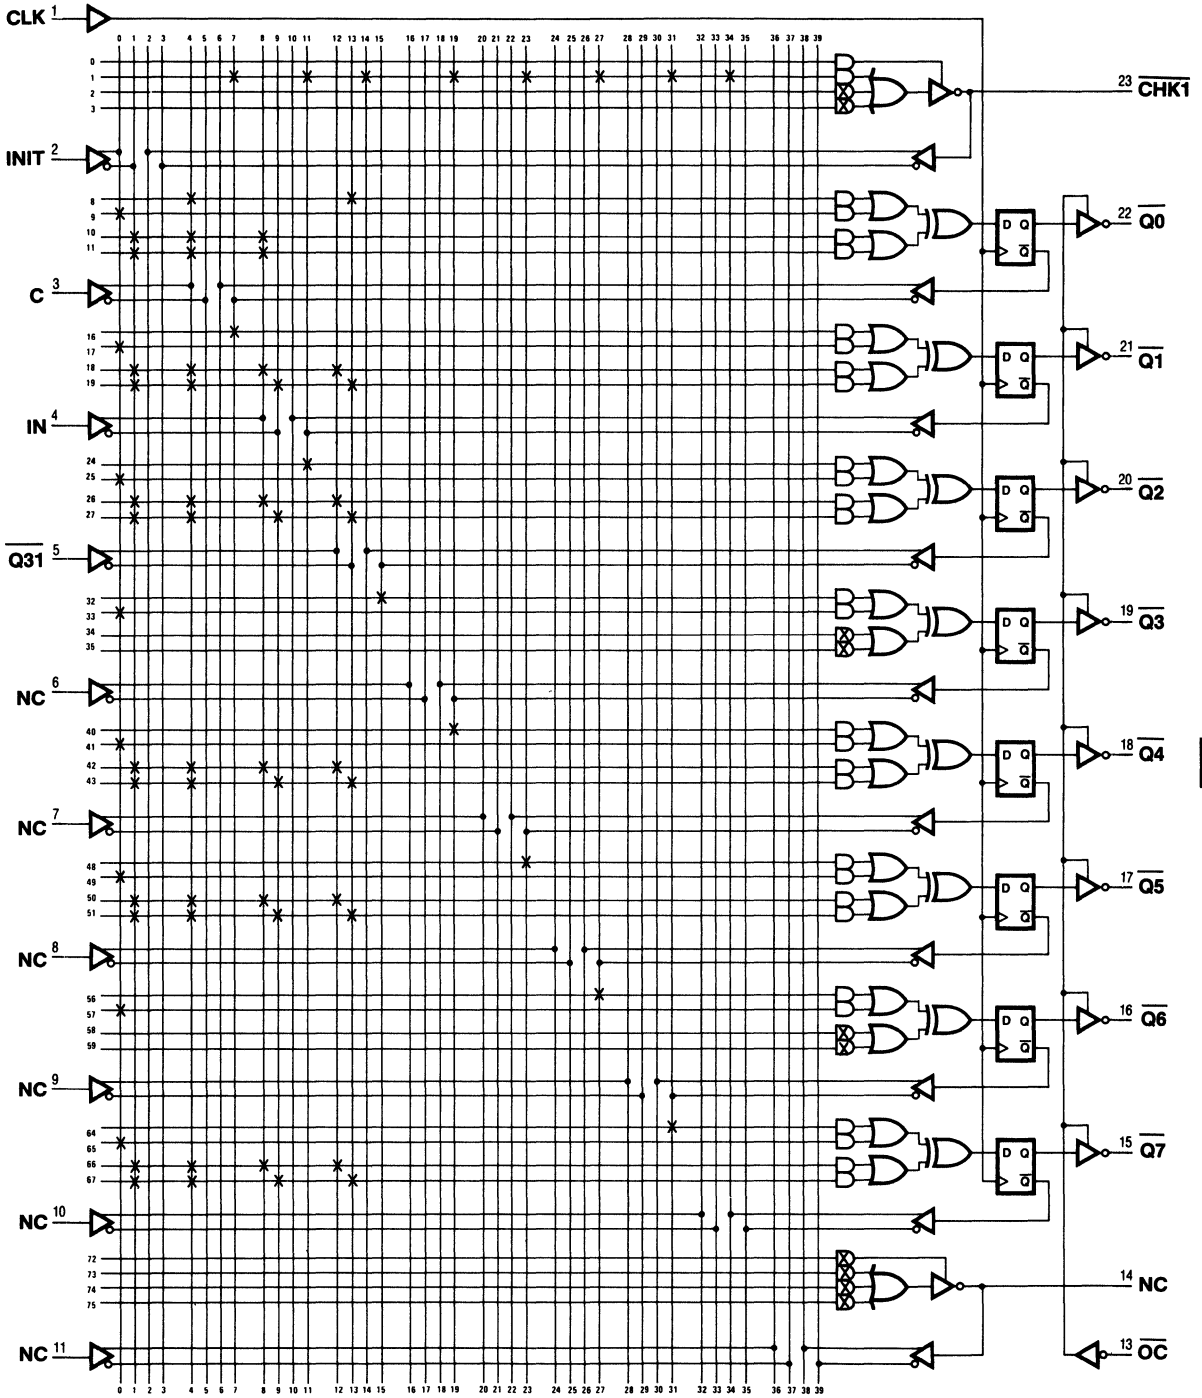 CLK 1
0 1 2 3 4 5 6 7 8 9 10 11 12 13 14 15 16 17 18 19 20 21 22 23 24 25 26 27 28 29 30 31 32 33 34 35 36 37 38 39
0
1
2
3
23 CHK1
INIT 2
8
9
10
11
D Q
Q
22 Q0
C 3
16
17
18
19
D Q
Q
21 Q1
IN 4
24
25
26
27
D Q
Q
20 Q2
Q31 5
32
33
34
35
D Q
Q
19 Q3
NC 6
40
41
42
43
D Q
Q
18 Q4
NC 7
48
49
50
51
D Q
Q
17 Q5
NC 8
56
57
58
59
D Q
Q
16 Q6
NC 9
64
65
66
67
D Q
Q
15 Q7
NC 10
72
73
74
75
14 NC
NC 11
13 OC
0 1 2 3 4 5 6 7 8 9 10 11 12 13 14 15 16 17 18 19 20 21 22 23 24 25 26 27 28 29 30 31 32 33 34 35 36 37 38 39